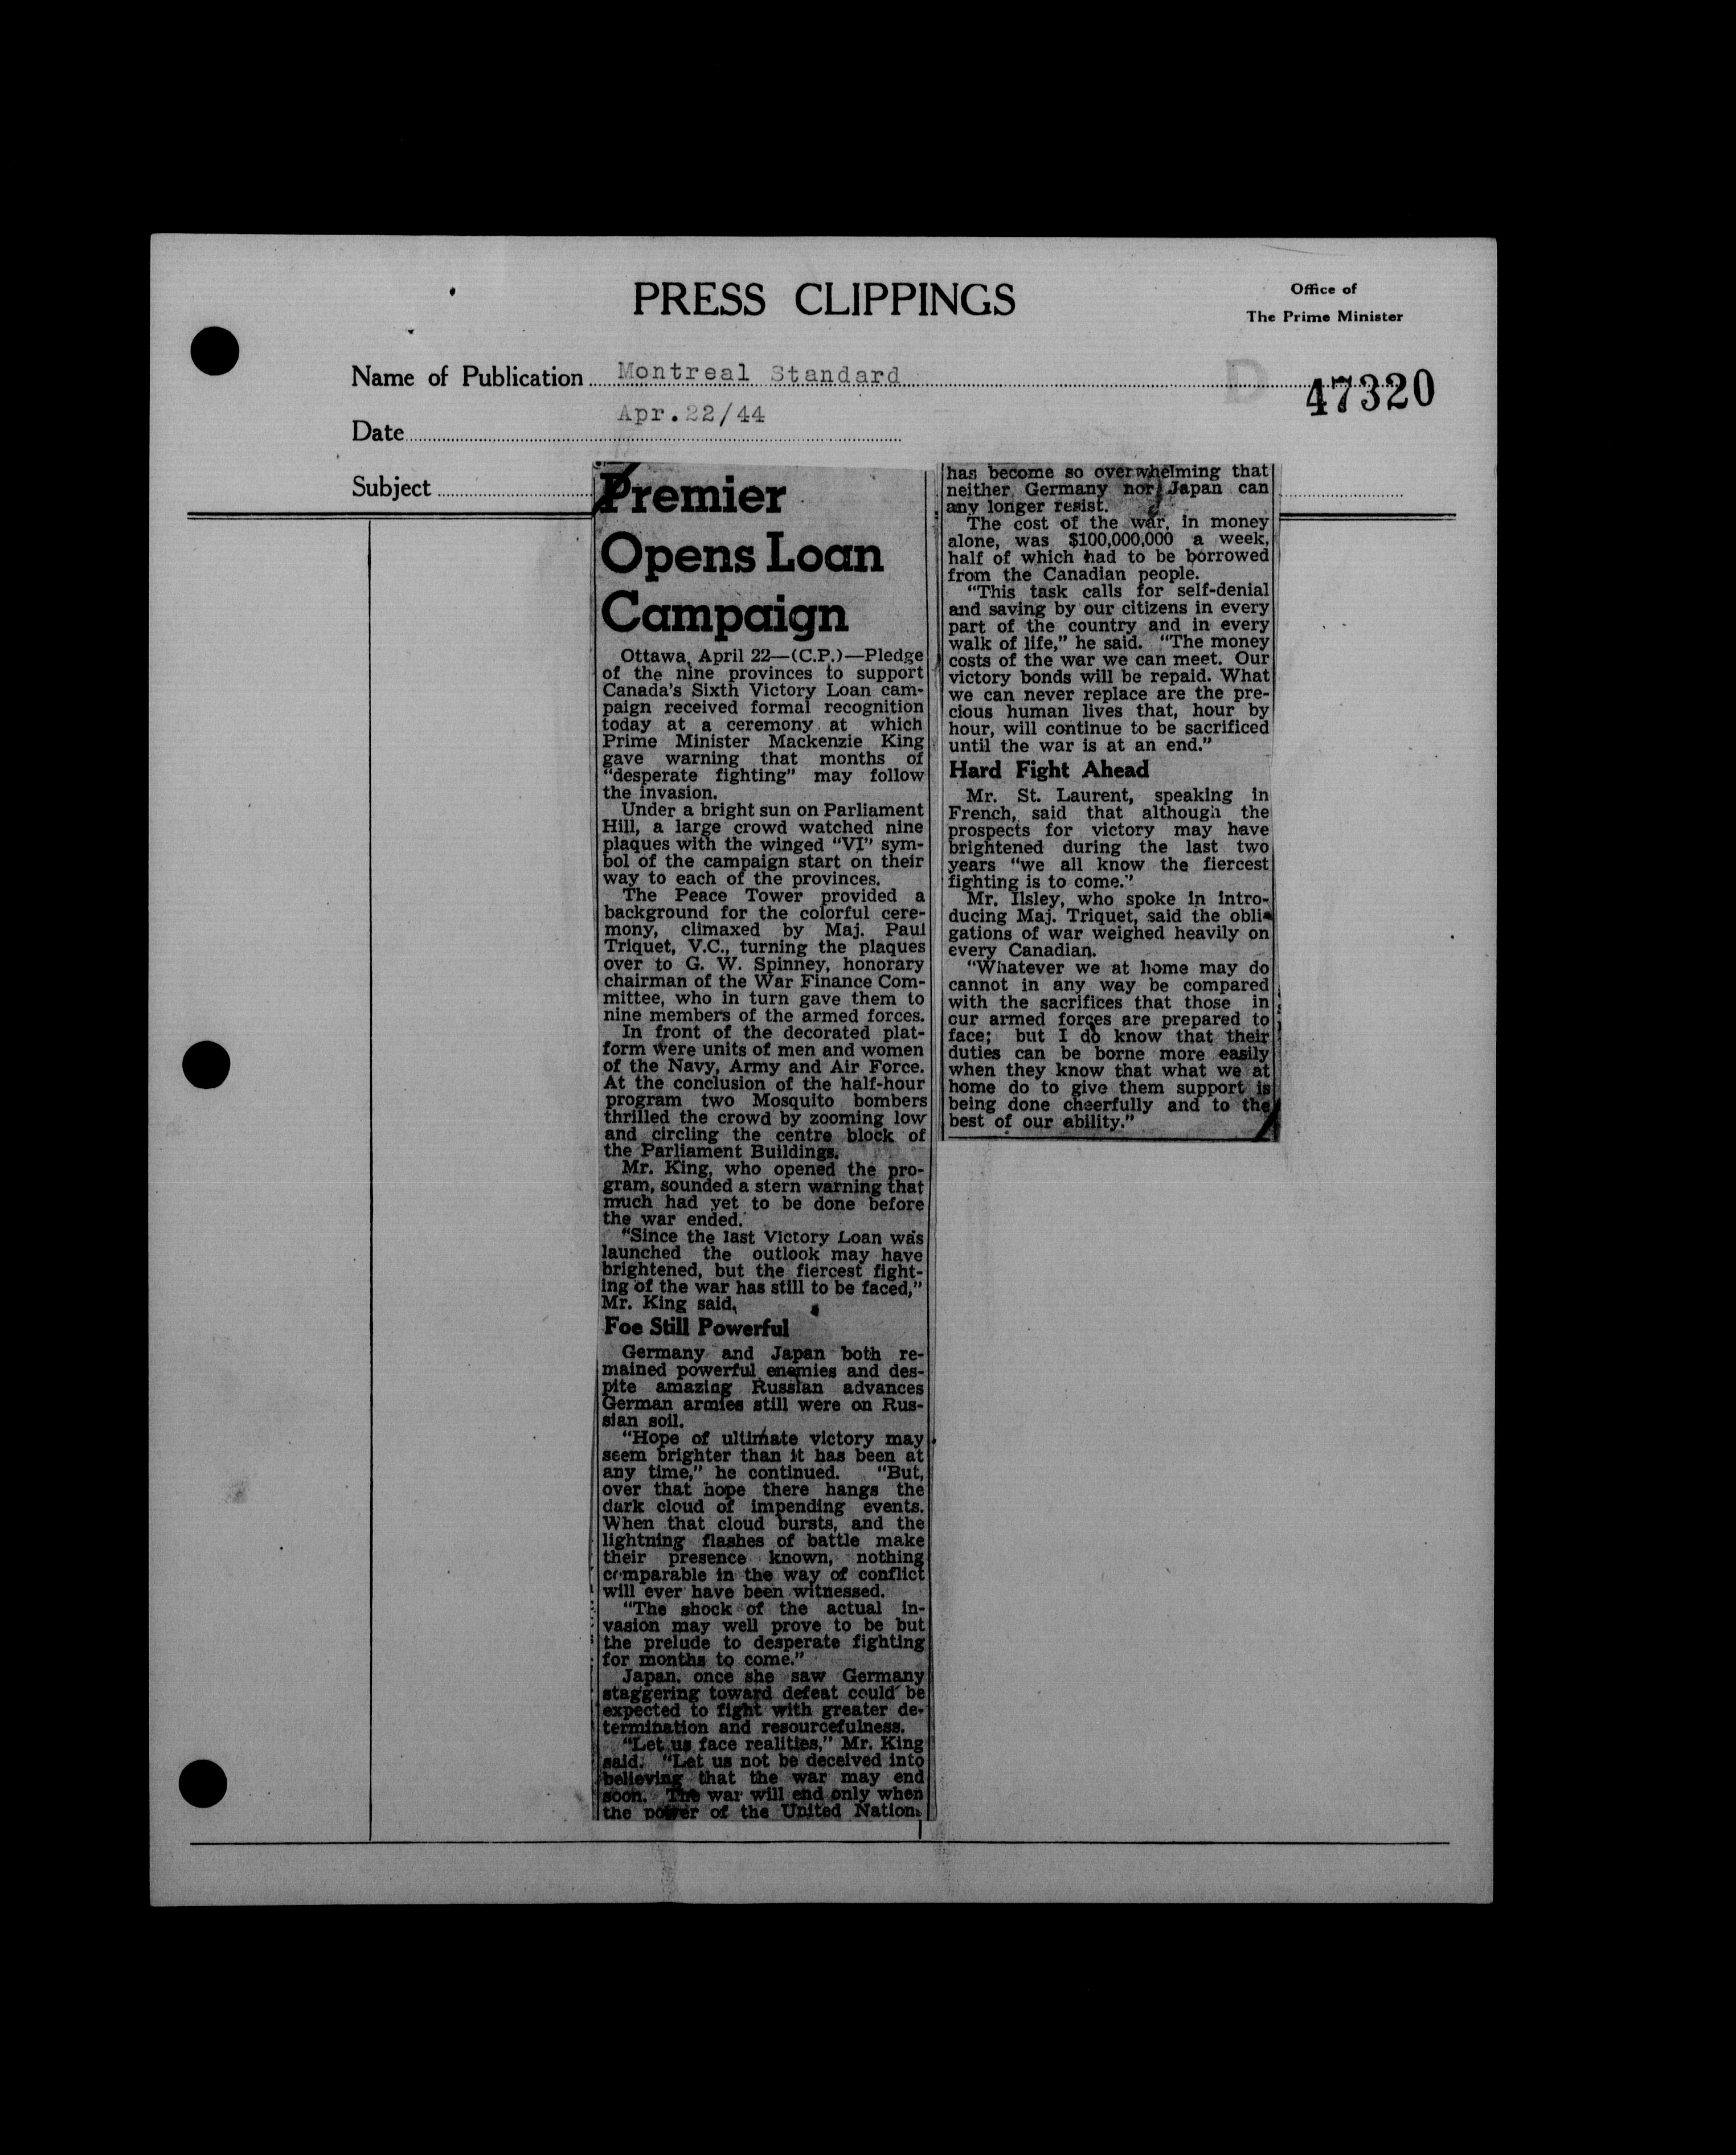 PRESS CLIPPINGS
Office of
The Prime Minister
Name of Publication Montreal Standard
D 47320
Date Apr.22/44
Subject
Premier
Opens Loan
Campaign
Ottawa, April 22—(C.P.)—Pledge
of the nine provinces to support
Canada's Sixth Victory Loan cam-
paign received formal recognition
today at a ceremony at which
Prime Minister Mackenzie King
gave warning that months of
"desperate fighting" may follow
the invasion.
Under a bright sun on Parliament
Hill, a large crowd watched nine
plaques with the winged "VI" sym-
bol of the campaign start on their
way to each of the provinces.
The Peace Tower provided a
background for the colorful cere-
mony, climaxed by Maj. Paul
Triquet, V.C., turning the plaques
over to G. W. Spinney, honorary
chairman of the War Finance Com-
mittee, who in turn gave them to
nine members of the armed forces.
In front of the decorated plat-
form were units of men and women
of the Navy, Army and Air Force.
At the conclusion of the half-hour
program two Mosquito bombers
thrilled the crowd by zooming low
and circling the centre block of
the Parliament Buildings.
Mr. King, who opened the pro-
gram, sounded a stern warning that
much had yet to be done before
the war ended.
"Since the last Victory Loan was
launched the outlook may have
brightened, but the fiercest fight-
ing of the war has still to be faced,"
Mr. King said.
Foe Still Powerful
Germany and Japan both re-
mained powerful enemies and des-
pite amazing Russian advances
German armies still were on Rus-
sian soil.
"Hope of ultimate victory may
seem brighter than it has been at
any time," he continued. "But,
over that hope there hangs the
dark cloud of impending events.
When that cloud bursts, and the
lightning flashes of battle make
their presence known, nothing
comparable in the way of conflict
will ever have been witnessed.
"The shock of the actual in-
vasion may well prove to be but
the prelude to desperate fighting
for months to come."
Japan, once she saw Germany
staggering toward defeat could be
expected to fight with greater de-
termination and resourcefulness.
"Let us face realities," Mr. King
said. "Let us not be deceived into
believing that the war may end
soon. The war will end only when
the power of the United Nations
has become so overwhelming that
neither Germany nor Japan can
any longer resist.
The cost of the war, in money
alone, was $100,000,000 a week,
half of which had to be borrowed
from the Canadian people.
"This task calls for self-denial
and saving by our citizens in every
part of the country and in every
walk of life," he said. "The money
costs of the war we can meet. Our
victory bonds will be repaid. What
we can never replace are the pre-
cious human lives that, hour by
hour, will continue to be sacrificed
until the war is at an end."
Hard Fight Ahead
Mr. St. Laurent, speaking in
French, said that although the
prospects for victory may have
brightened during the last two
years "we all know the fiercest
fighting is to come."
Mr. Ilsley, who spoke in intro-
ducing Maj. Triquet, said the obli-
gations of war weighed heavily on
every Canadian.
"Whatever we at home may do
cannot in any way be compared
with the sacrifices that those in
our armed forces are prepared to
face; but I do know that their
duties can be borne more easily
when they know that what we at
home do to give them support is
being done cheerfully and to the
best of our ability."